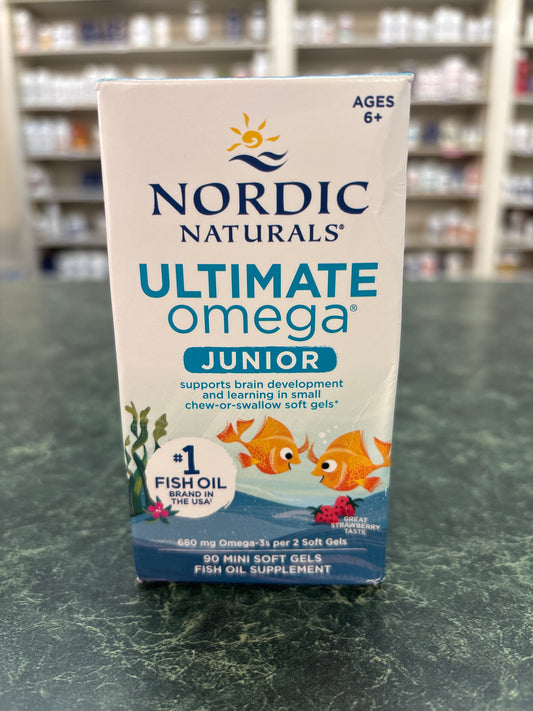 AGES
6+
NORDIC
NATURALS®
ULTIMATE
omega®
JUNIOR
supports brain development
and learning in small
chew-or-swallow soft gels*
#1
FISH OIL
BRAND IN
THE USA†
GREAT
STRAWBERRY
TASTE
680 mg Omega-3s per 2 Soft Gels
90 MINI SOFT GELS
FISH OIL SUPPLEMENT